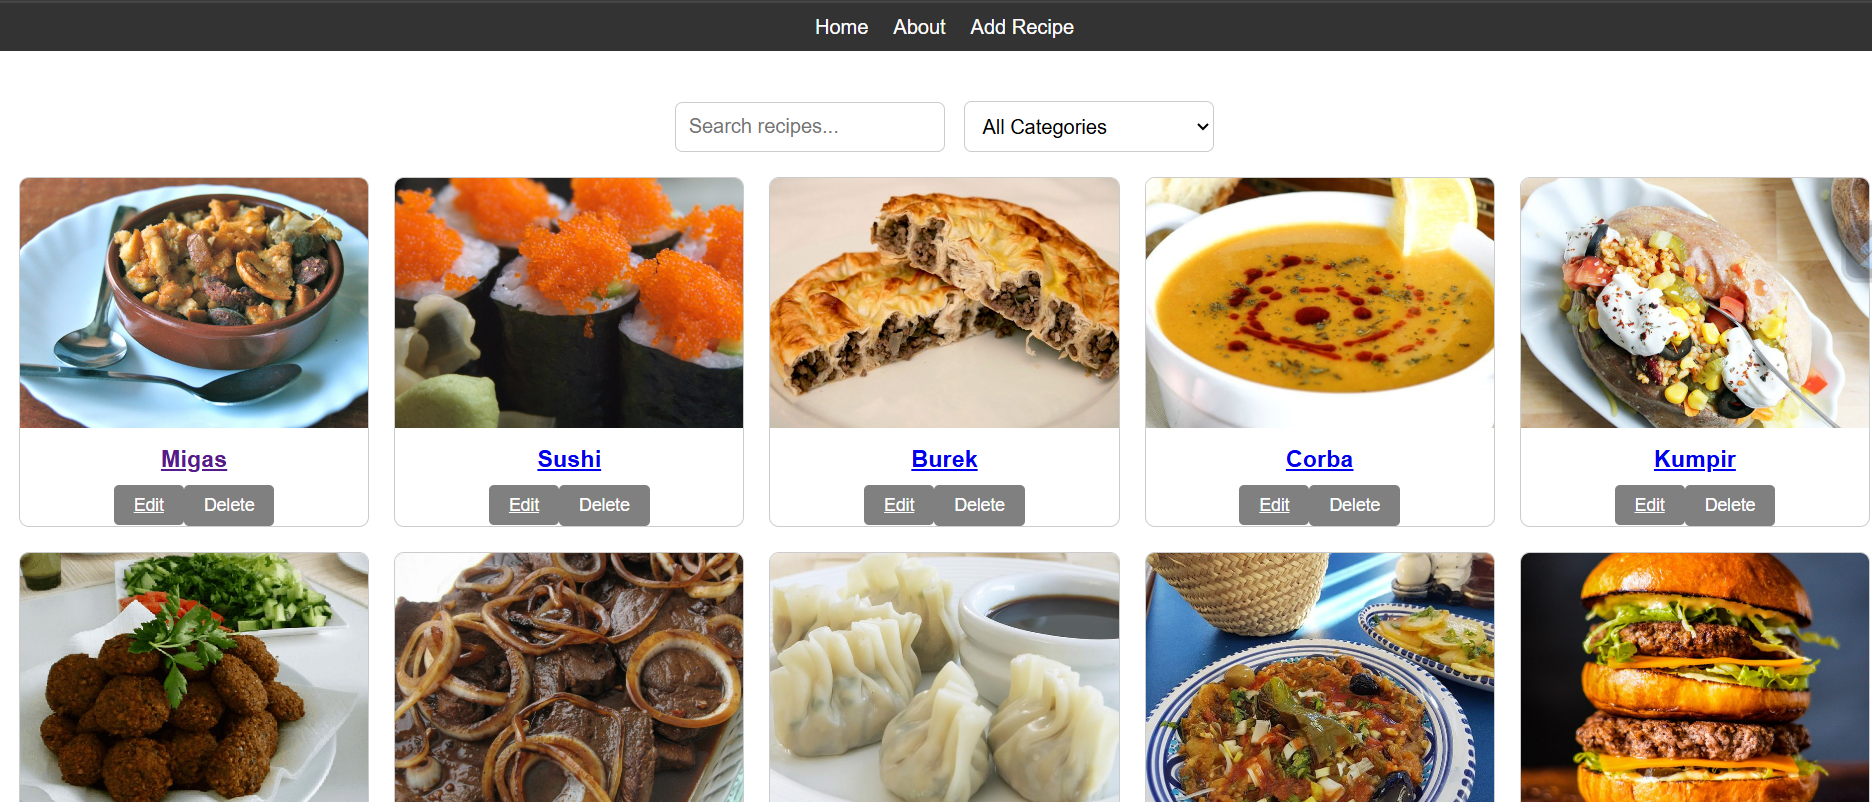 Home About Add Recipe
Search recipes... All Categories
Migas Sushi Burek Corba Kumpir
Edit Delete Edit Delete Edit Delete Edit Delete Edit Delete